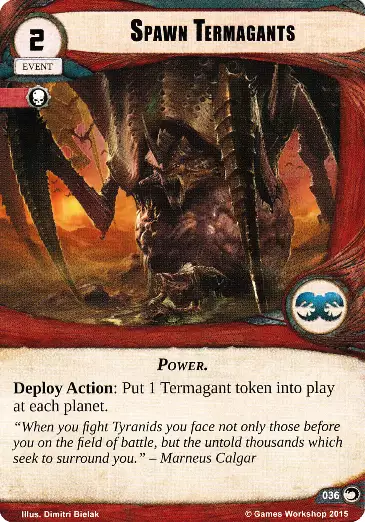 2
SPAWN TERMAGANTS
EVENT
POWER.
Deploy Action: Put 1 Termagant token into play
at each planet.
“When you fight Tyranids you face not only those before
you on the field of battle, but the untold thousands which
seek to surround you.” – Marneus Calgar
036
Illus. Dimitri Bielak
© Games Workshop 2015